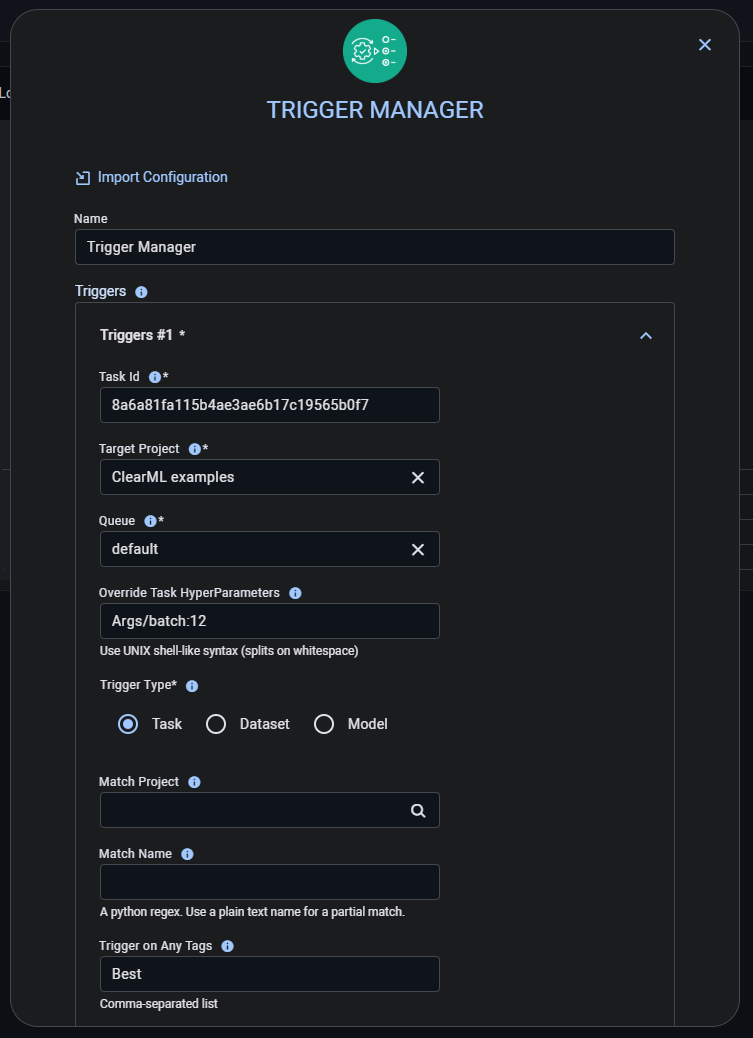 Lo
TRIGGER MANAGER
Import Configuration
Name
Trigger Manager
Triggers
Triggers #1 *
Task Id *
8a6a81fa115b4ae3ae6b17c19565b0f7
Target Project *
ClearML examples
Queue *
default
Override Task HyperParameters
Args/batch:12
Use UNIX shell-like syntax (splits on whitespace)
Trigger Type*
Task Dataset Model
Match Project
Match Name
A python regex. Use a plain text name for a partial match.
Trigger on Any Tags
Best
Comma-separated list